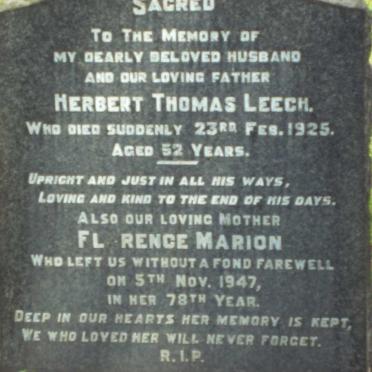 SACRED
TO THE MEMORY OF
MY DEARLY BELOVED HUSBAND
AND OUR LOVING FATHER
HERBERT THOMAS LEECH.
WHO DIED SUDDENLY 23RD FEB. 1925.
AGED 52 YEARS.
UPRIGHT AND JUST IN ALL HIS WAYS,
LOVING AND KIND TO THE END OF HIS DAYS.
ALSO OUR LOVING MOTHER
FL RENCE MARION
WHO LEFT US WITHOUT A FOND FAREWELL
ON 5TH NOV. 1947,
IN HER 78TH YEAR.
DEEP IN OUR HEARTS HER MEMORY IS KEPT,
WE WHO LOVED HER WILL NEVER FORGET.
R.I.P.